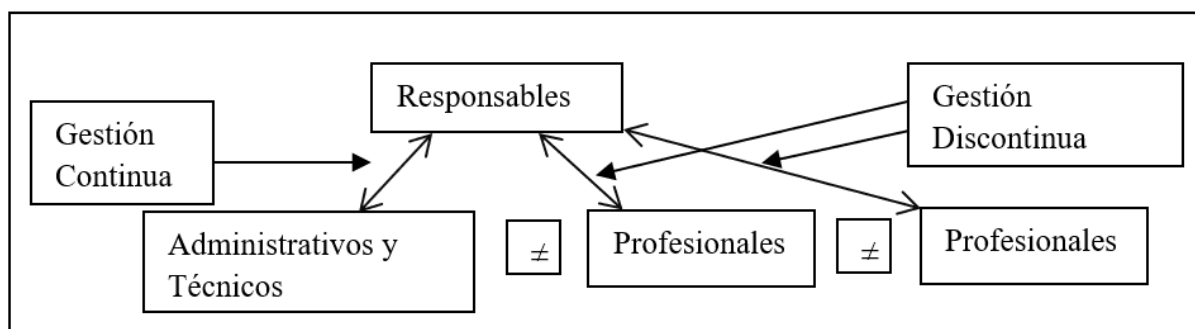 Responsables
Gestión
Discontinua
Gestión
Continua
Administrativos y
Técnicos
≠
Profesionales
≠
Profesionales